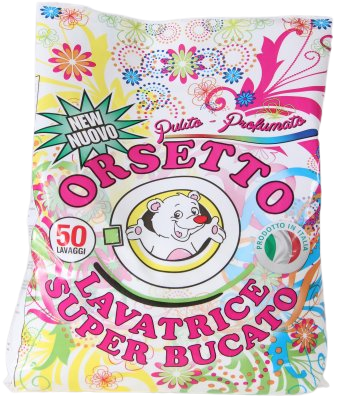 NEW
NUOVO
Pulito Profumato
ORSETTO
50
LAVAGGI
PRODOTTO IN ITALIA
LAVATRICE
SUPER BUCATO